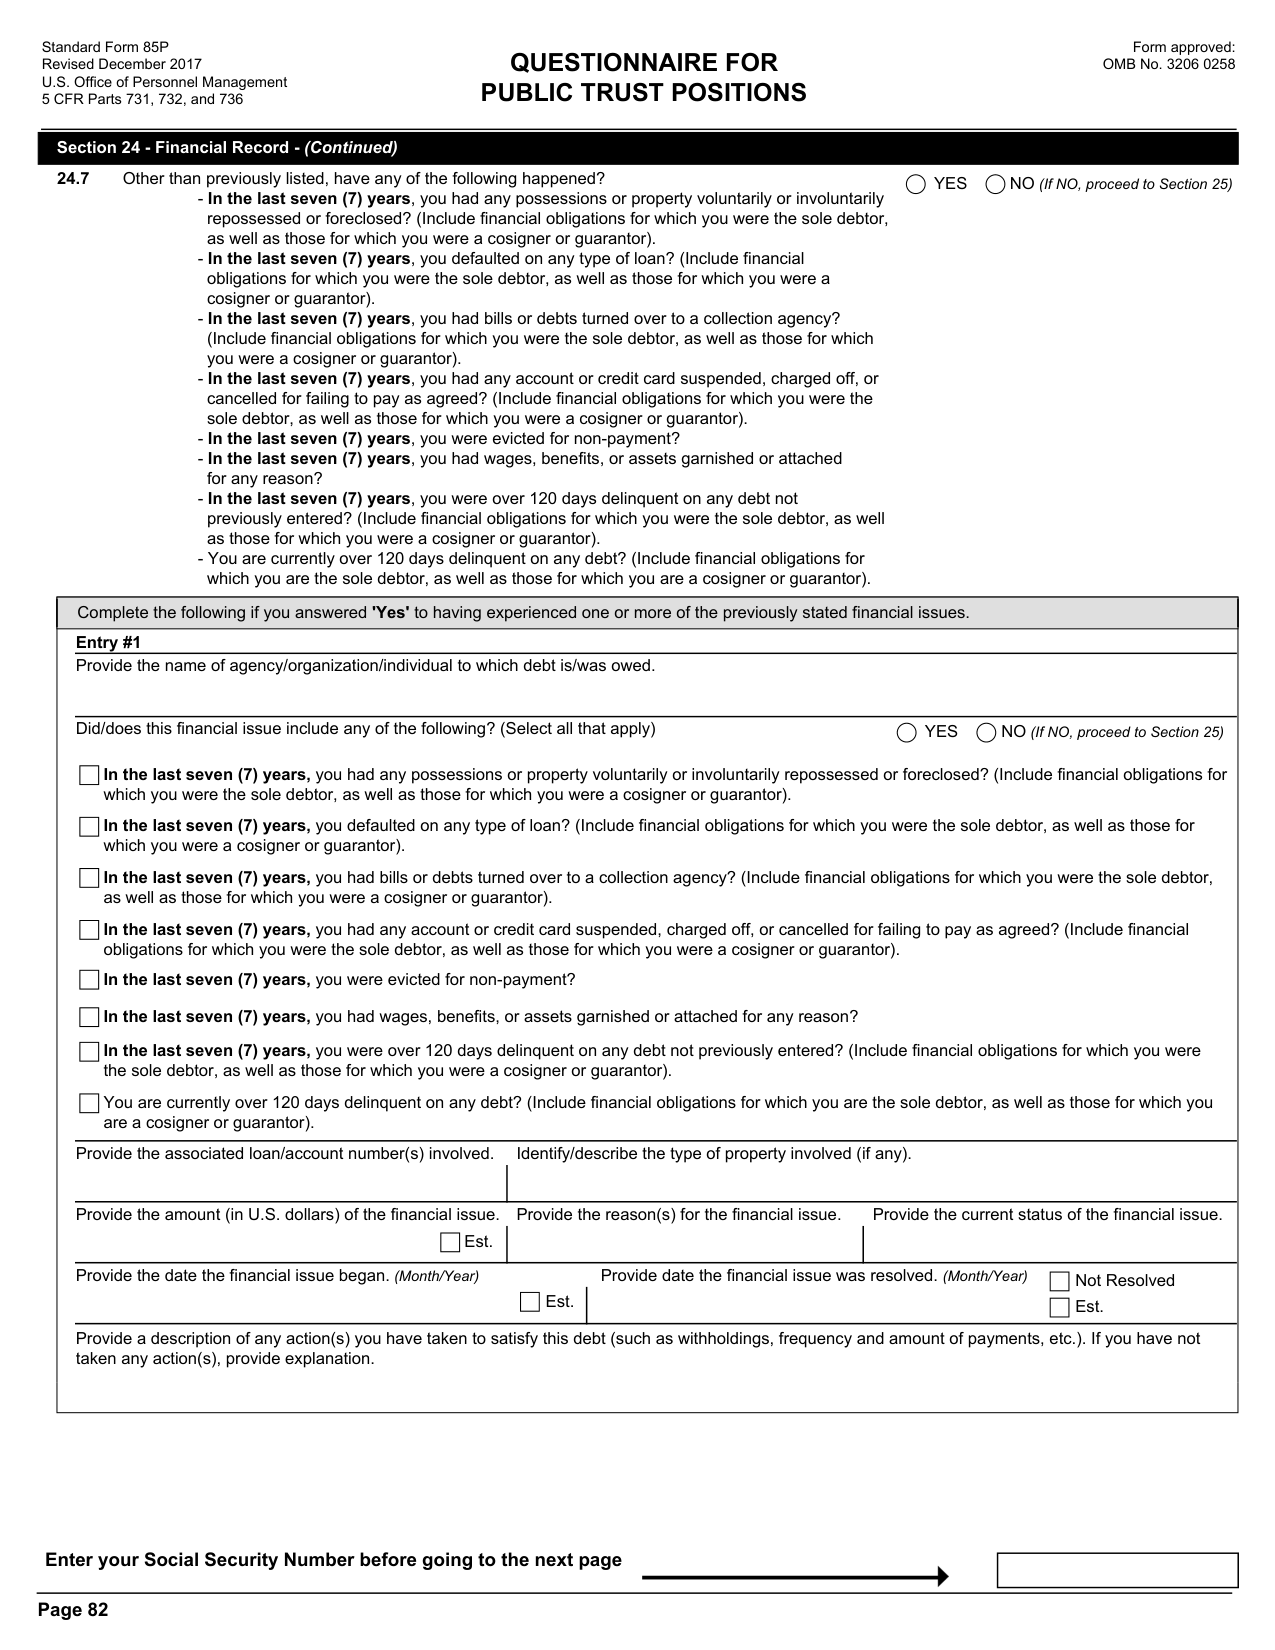 Standard Form 85P
Revised December 2017
U.S. Office of Personnel Management
5 CFR Parts 731, 732, and 736
QUESTIONNAIRE FOR
PUBLIC TRUST POSITIONS
Form approved:
OMB No. 3206 0258
Section 24 - Financial Record - (Continued)
24.7 Other than previously listed, have any of the following happened?
YES NO (If NO, proceed to Section 25)
- In the last seven (7) years, you had any possessions or property voluntarily or involuntarily
repossessed or foreclosed? (Include financial obligations for which you were the sole debtor,
as well as those for which you were a cosigner or guarantor).
- In the last seven (7) years, you defaulted on any type of loan? (Include financial
obligations for which you were the sole debtor, as well as those for which you were a
cosigner or guarantor).
- In the last seven (7) years, you had bills or debts turned over to a collection agency?
(Include financial obligations for which you were the sole debtor, as well as those for which
you were a cosigner or guarantor).
- In the last seven (7) years, you had any account or credit card suspended, charged off, or
cancelled for failing to pay as agreed? (Include financial obligations for which you were the
sole debtor, as well as those for which you were a cosigner or guarantor).
- In the last seven (7) years, you were evicted for non-payment?
- In the last seven (7) years, you had wages, benefits, or assets garnished or attached
for any reason?
- In the last seven (7) years, you were over 120 days delinquent on any debt not
previously entered? (Include financial obligations for which you were the sole debtor, as well
as those for which you were a cosigner or guarantor).
- You are currently over 120 days delinquent on any debt? (Include financial obligations for
which you are the sole debtor, as well as those for which you are a cosigner or guarantor).
Complete the following if you answered 'Yes' to having experienced one or more of the previously stated financial issues.
Entry #1
Provide the name of agency/organization/individual to which debt is/was owed.
Did/does this financial issue include any of the following? (Select all that apply)
YES NO (If NO, proceed to Section 25)
In the last seven (7) years, you had any possessions or property voluntarily or involuntarily repossessed or foreclosed? (Include financial obligations for
which you were the sole debtor, as well as those for which you were a cosigner or guarantor).
In the last seven (7) years, you defaulted on any type of loan? (Include financial obligations for which you were the sole debtor, as well as those for
which you were a cosigner or guarantor).
In the last seven (7) years, you had bills or debts turned over to a collection agency? (Include financial obligations for which you were the sole debtor,
as well as those for which you were a cosigner or guarantor).
In the last seven (7) years, you had any account or credit card suspended, charged off, or cancelled for failing to pay as agreed? (Include financial
obligations for which you were the sole debtor, as well as those for which you were a cosigner or guarantor).
In the last seven (7) years, you were evicted for non-payment?
In the last seven (7) years, you had wages, benefits, or assets garnished or attached for any reason?
In the last seven (7) years, you were over 120 days delinquent on any debt not previously entered? (Include financial obligations for which you were
the sole debtor, as well as those for which you were a cosigner or guarantor).
You are currently over 120 days delinquent on any debt? (Include financial obligations for which you are the sole debtor, as well as those for which you
are a cosigner or guarantor).
Provide the associated loan/account number(s) involved.
Identify/describe the type of property involved (if any).
Provide the amount (in U.S. dollars) of the financial issue.
Est.
Provide the reason(s) for the financial issue.
Provide the current status of the financial issue.
Provide the date the financial issue began. (Month/Year)
Est.
Provide date the financial issue was resolved. (Month/Year)
Not Resolved
Est.
Provide a description of any action(s) you have taken to satisfy this debt (such as withholdings, frequency and amount of payments, etc.). If you have not
taken any action(s), provide explanation.
Enter your Social Security Number before going to the next page
Page 82